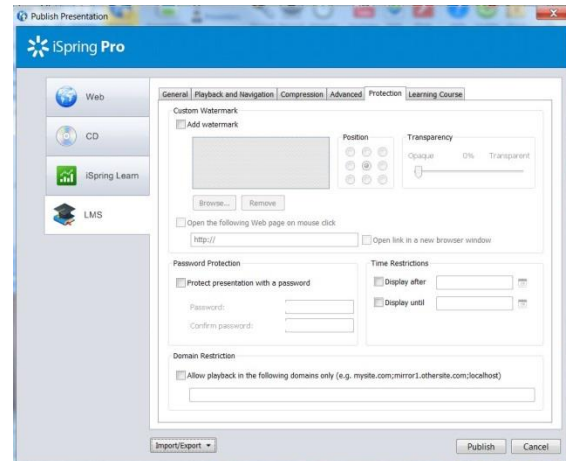 Publish Presentation
iSpring Pro
Web
CD
iSpring Learn
LMS
General Playback and Navigation Compression Advanced Protection Learning Course
Custom Watermark
Add watermark
Position
Transparency
Opaque 0% Transparent
Browse... Remove
Open the following Web page on mouse click
http://
Open link in a new browser window
Password Protection
Protect presentation with a password
Password:
Confirm password:
Time Restrictions
Display after
Display until
Domain Restriction
Allow playback in the following domains only (e.g. mysite.com;mirror1.othersite.com;localhost)
Import/Export
Publish Cancel